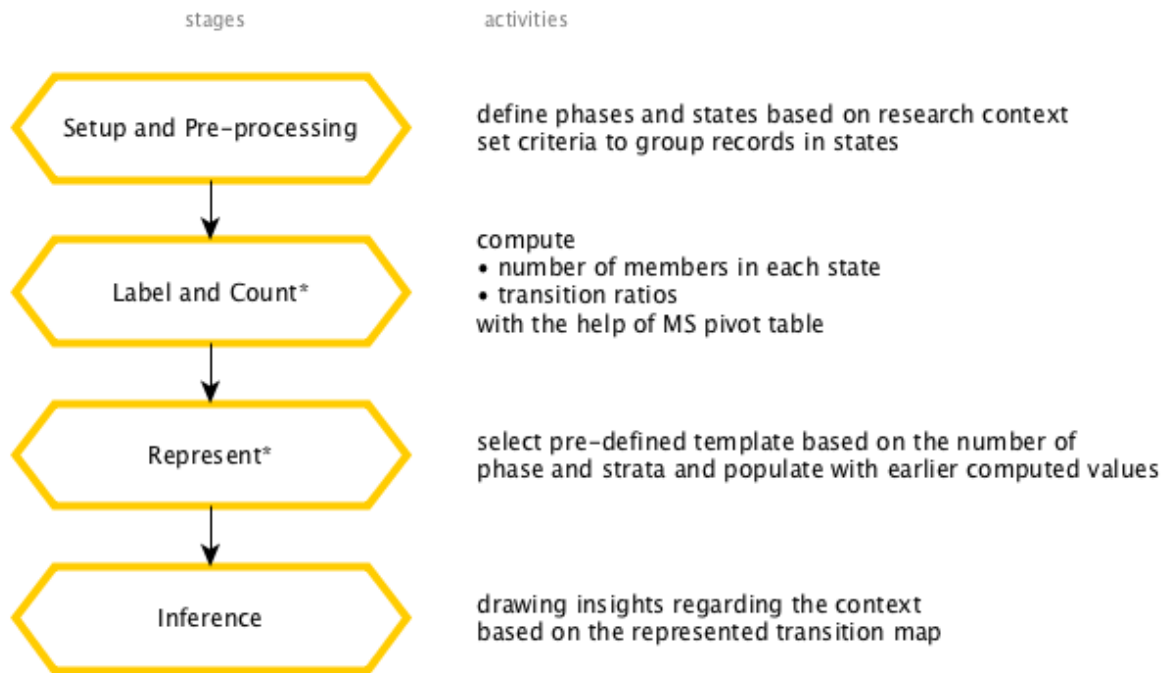 stages activities
Setup and Pre-processing
define phases and states based on research context
set criteria to group records in states
Label and Count*
compute
• number of members in each state
• transition ratios
with the help of MS pivot table
Represent*
select pre-defined template based on the number of
phase and strata and populate with earlier computed values
Inference
drawing insights regarding the context
based on the represented transition map